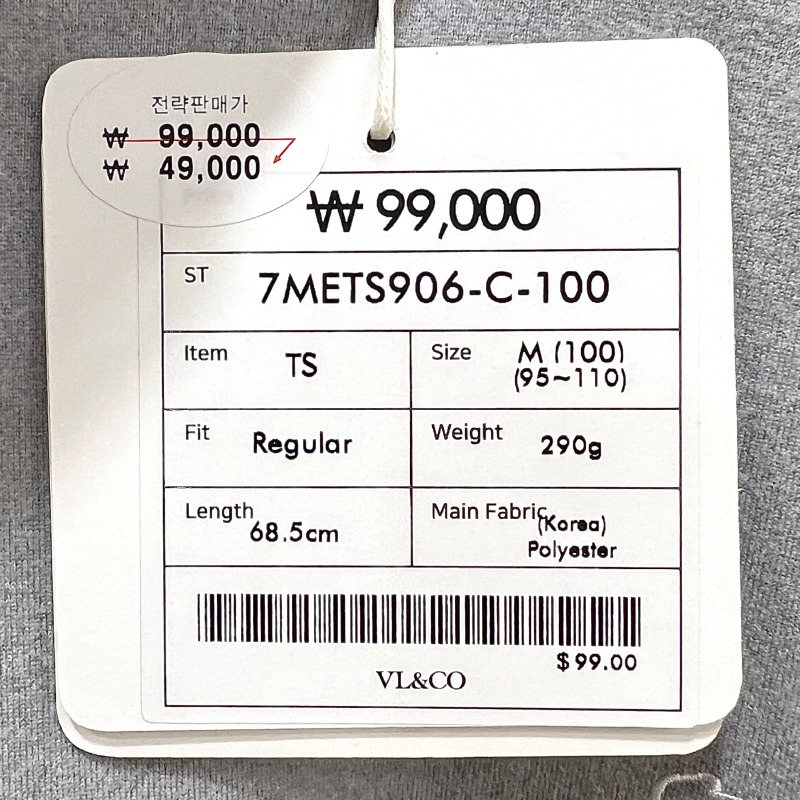 전략판매가
₩ 99,000
₩ 49,000
₩ 99,000
ST 7METS906-C-100
Item TS
Size M (100)
(95~110)
Fit Regular
Weight 290g
Length 68.5cm
Main Fabric (Korea)
Polyester
$99.00
VL&CO